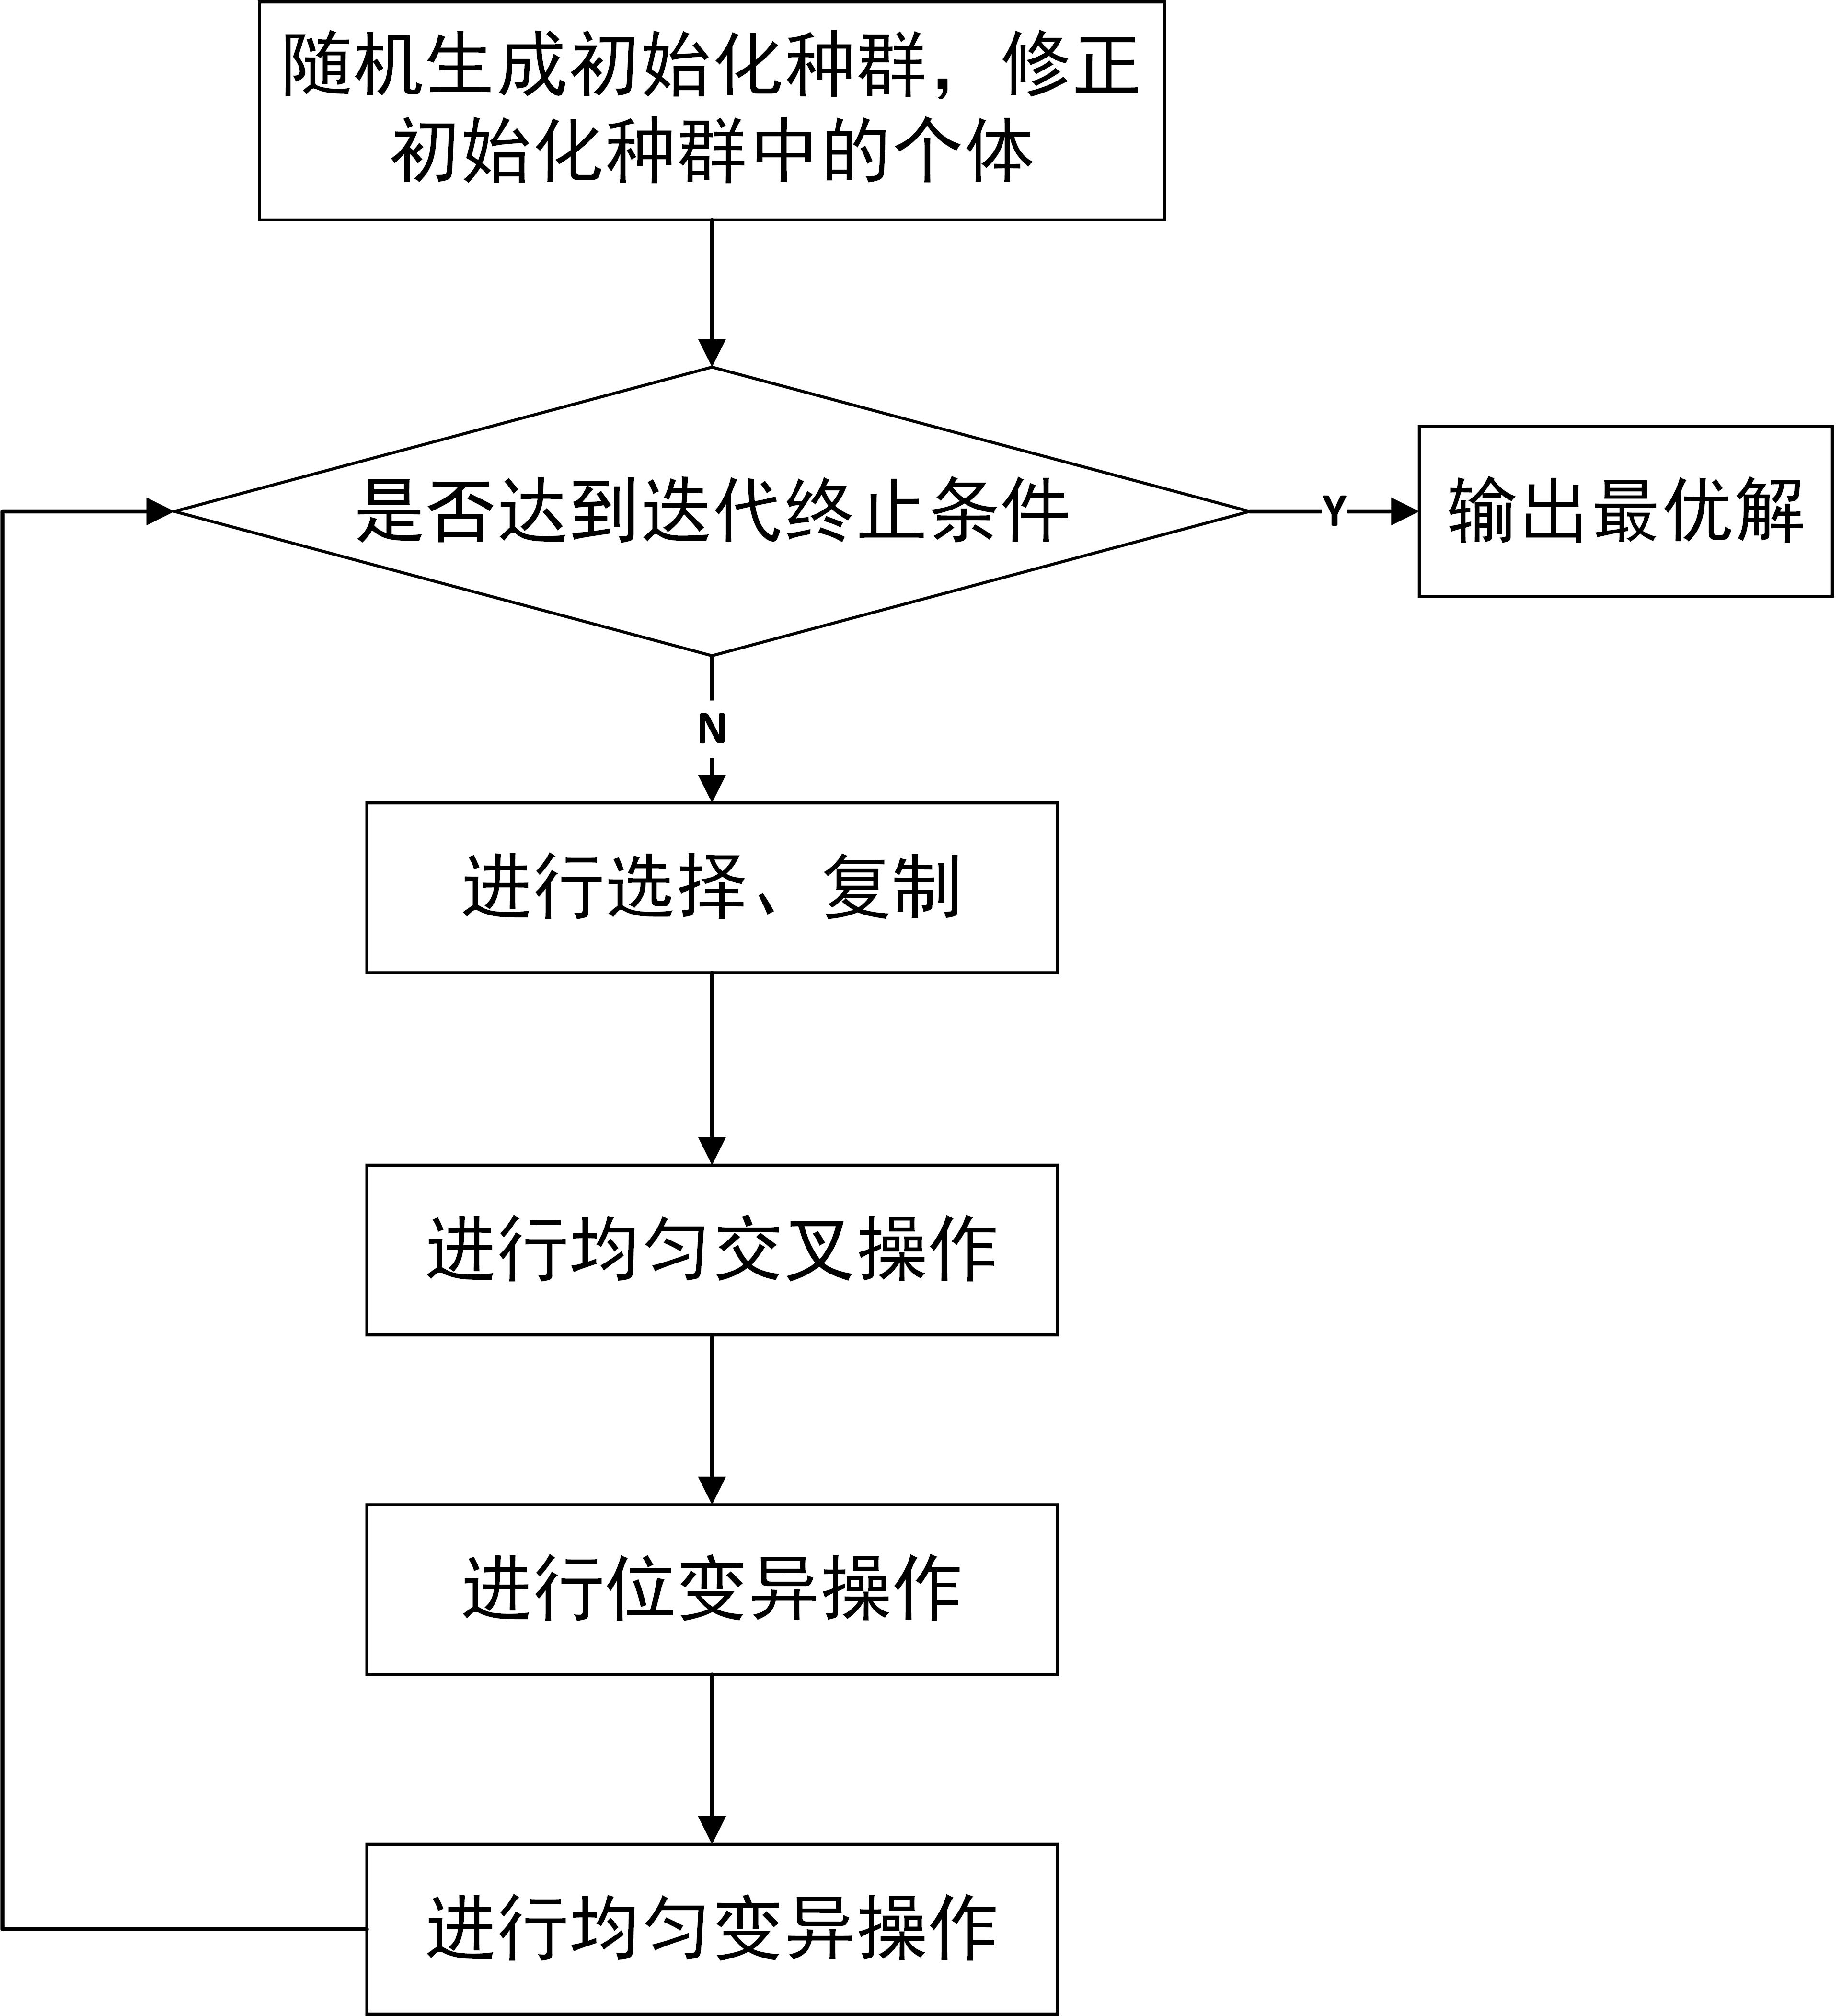 随机生成初始化种群，修正
初始化种群中的个体
是否达到迭代终止条件
Y
输出最优解
N
进行选择、复制
进行均匀交叉操作
进行位变异操作
进行均匀变异操作